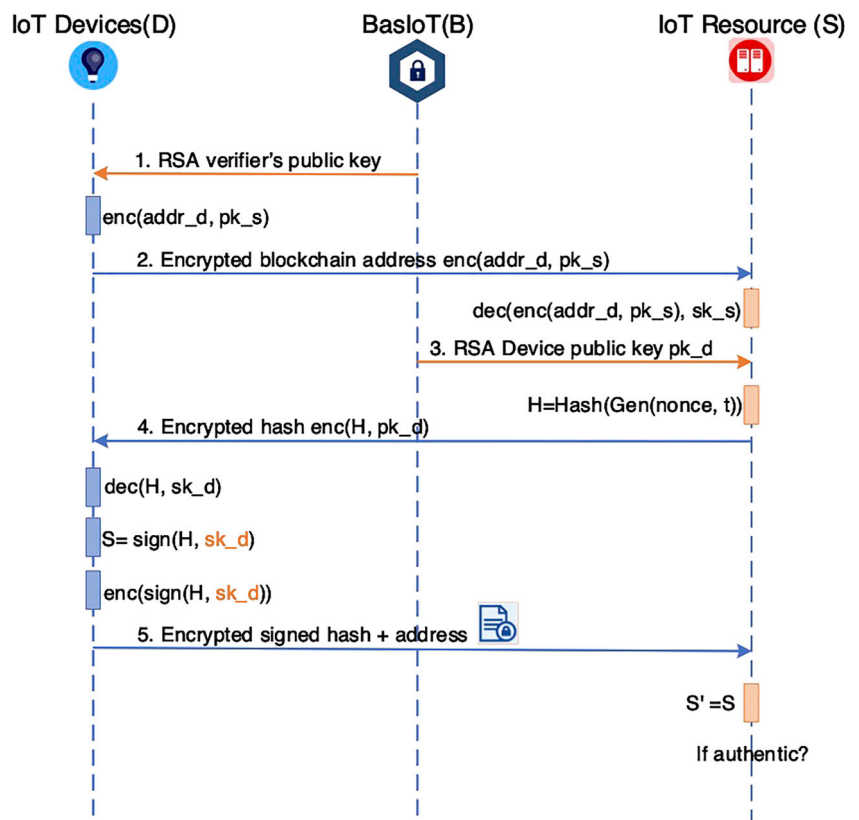 IoT Devices(D)
BasIoT(B)
IoT Resource (S)
1. RSA verifier's public key
enc(addr_d, pk_s)
2. Encrypted blockchain address enc(addr_d, pk_s)
dec(enc(addr_d, pk_s), sk_s)
3. RSA Device public key pk_d
H=Hash(Gen(nonce, t))
4. Encrypted hash enc(H, pk_d)
dec(H, sk_d)
S= sign(H, sk_d)
enc(sign(H, sk_d))
5. Encrypted signed hash + address
S' =S
If authentic?